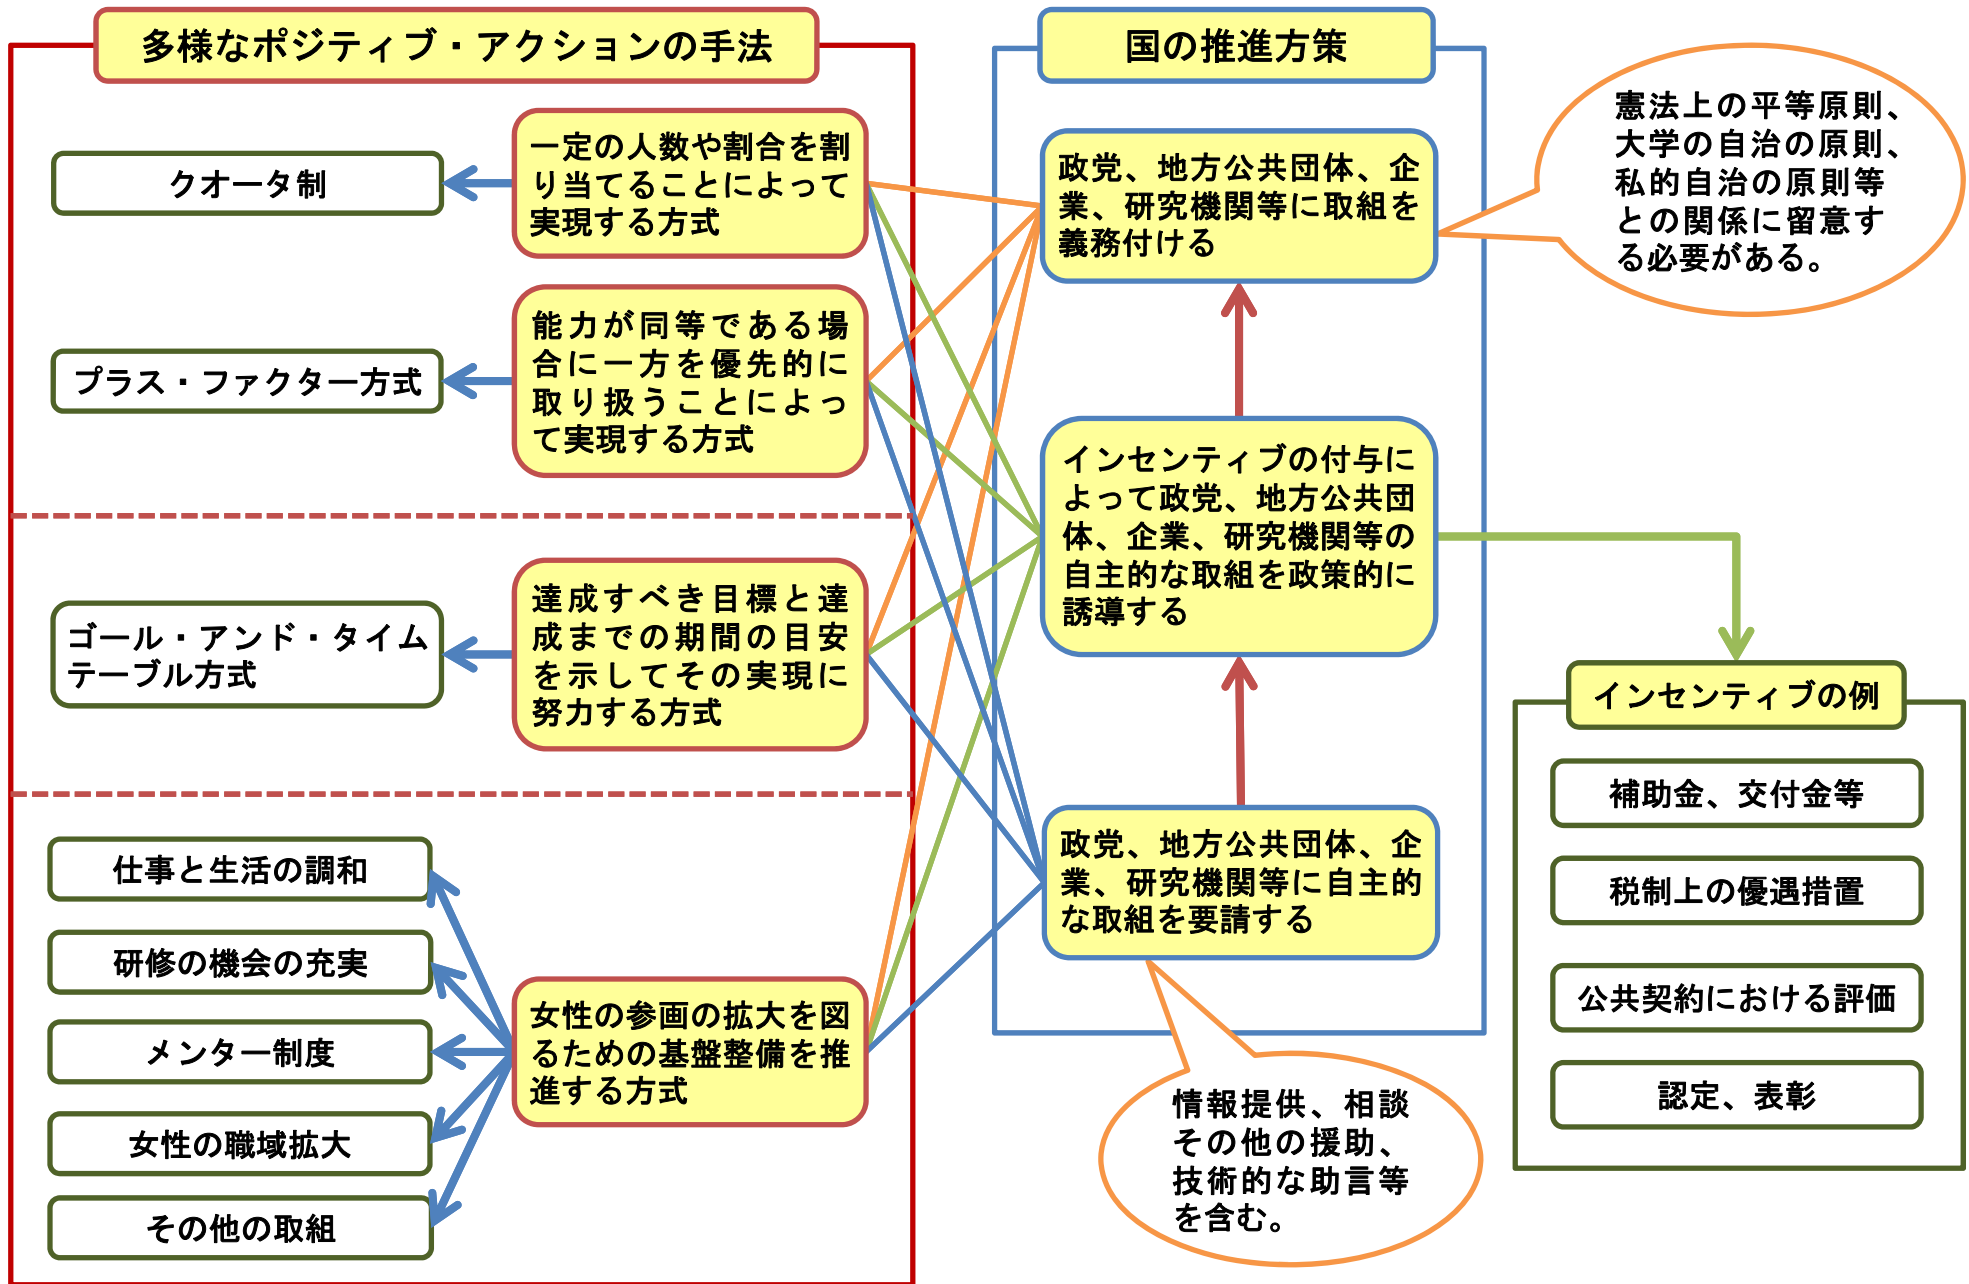 多様なポジティブ・アクションの手法
クオータ制
一定の人数や割合を割
り当てることによって
実現する方式
プラス・ファクター方式
能力が同等である場
合に一方を優先的に
取り扱うことによっ
て実現する方式
ゴール・アンド・タイム
テーブル方式
達成すべき目標と達
成までの期間の目安
を示してその実現に
努力する方式
仕事と生活の調和
研修の機会の充実
メンター制度
女性の職域拡大
その他の取組
女性の参画の拡大を図
るための基盤整備を推
進する方式
国の推進方策
政党、地方公共団体、企
業、研究機関等に取組を
義務付ける
インセンティブの付与に
よって政党、地方公共団
体、企業、研究機関等の
自主的な取組を政策的に
誘導する
政党、地方公共団体、企
業、研究機関等に自主的
な取組を要請する
憲法上の平等原則、
大学の自治の原則、
私的自治の原則等
との関係に留意す
る必要がある。
情報提供、相談
その他の援助、
技術的な助言等
を含む。
インセンティブの例
補助金、交付金等
税制上の優遇措置
公共契約における評価
認定、表彰